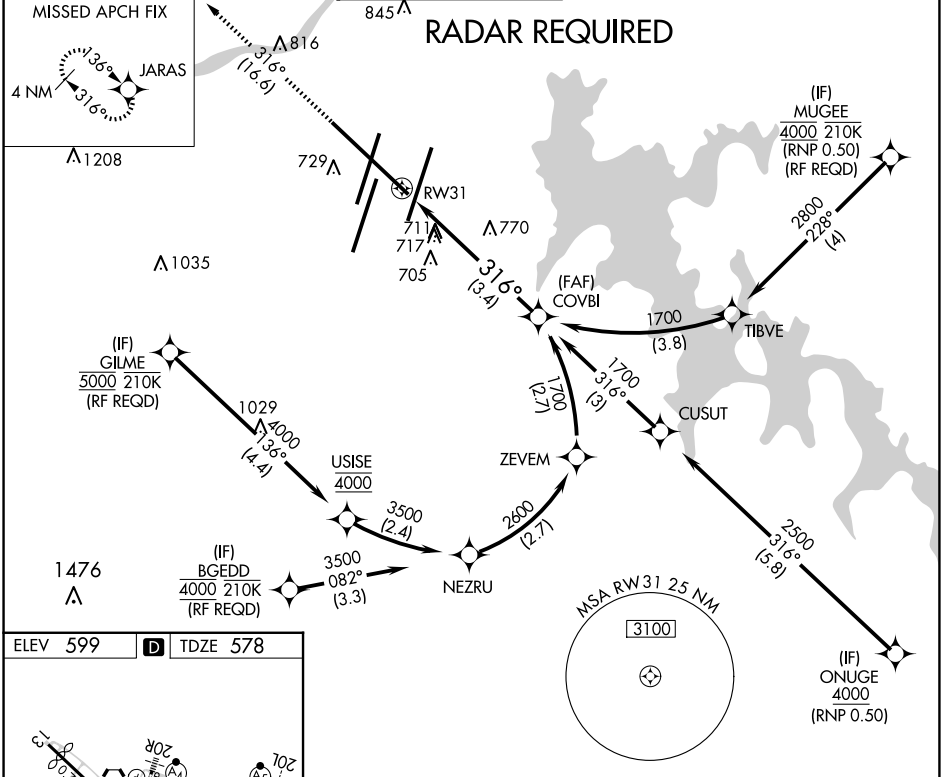 MISSED APCH FIX
136°
JARAS
4 NM
316°
845
RADAR REQUIRED
816
316°
(16.6)
1208
729
RW31
711
717
705
770
1035
316°
(3.4)
(FAF)
COVBI
(IF)
MUGEE
4000 210K
(RNP 0.50)
(RF REQD)
2800
228°
(4)
1700
(3.8)
TIBVE
(IF)
GILME
5000 210K
(RF REQD)
1029
4000
136°
(4.4)
1700
(2.7)
1700
316°
(3)
CUSUT
USISE
4000
ZEVEM
3500
(2.4)
2600
(2.7)
2500
316°
(5.8)
1476
(IF)
BGEDD
4000 210K
(RF REQD)
3500
082°
(3.3)
NEZRU
MSA RW31 25 NM
3100
(IF)
ONUGE
4000
(RNP 0.50)
ELEV 599
D
TDZE 578
13
20R
20L